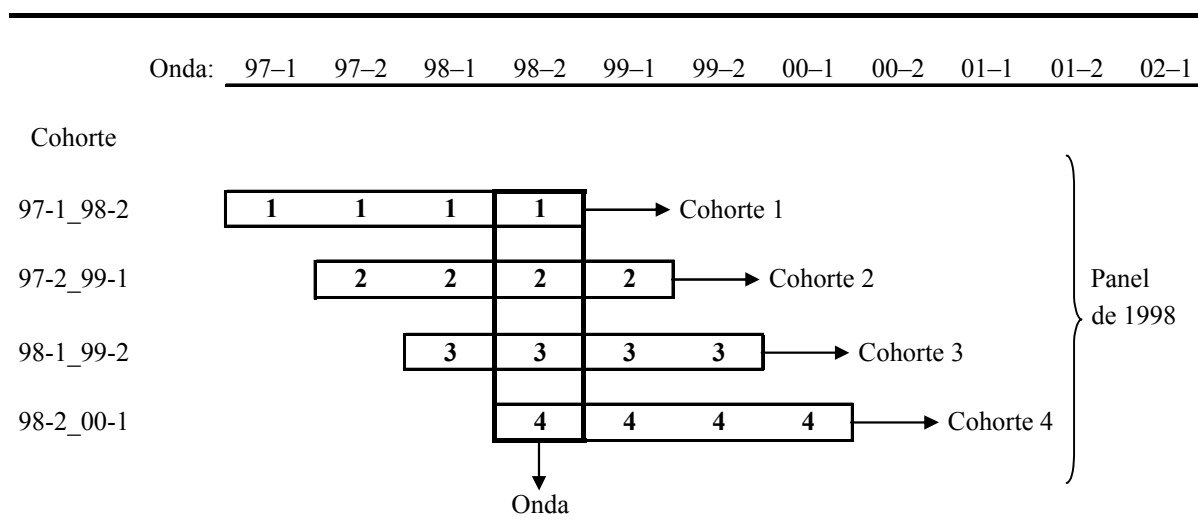 Onda: 97–1 97–2 98–1 98–2 99–1 99–2 00–1 00–2 01–1 01–2 02–1
Cohorte
97-1_98-2 1 1 1 1 Cohorte 1
97-2_99-1 2 2 2 2 Cohorte 2
Panel
de 1998
98-1_99-2 3 3 3 3 Cohorte 3
98-2_00-1 4 4 4 4 Cohorte 4
Onda